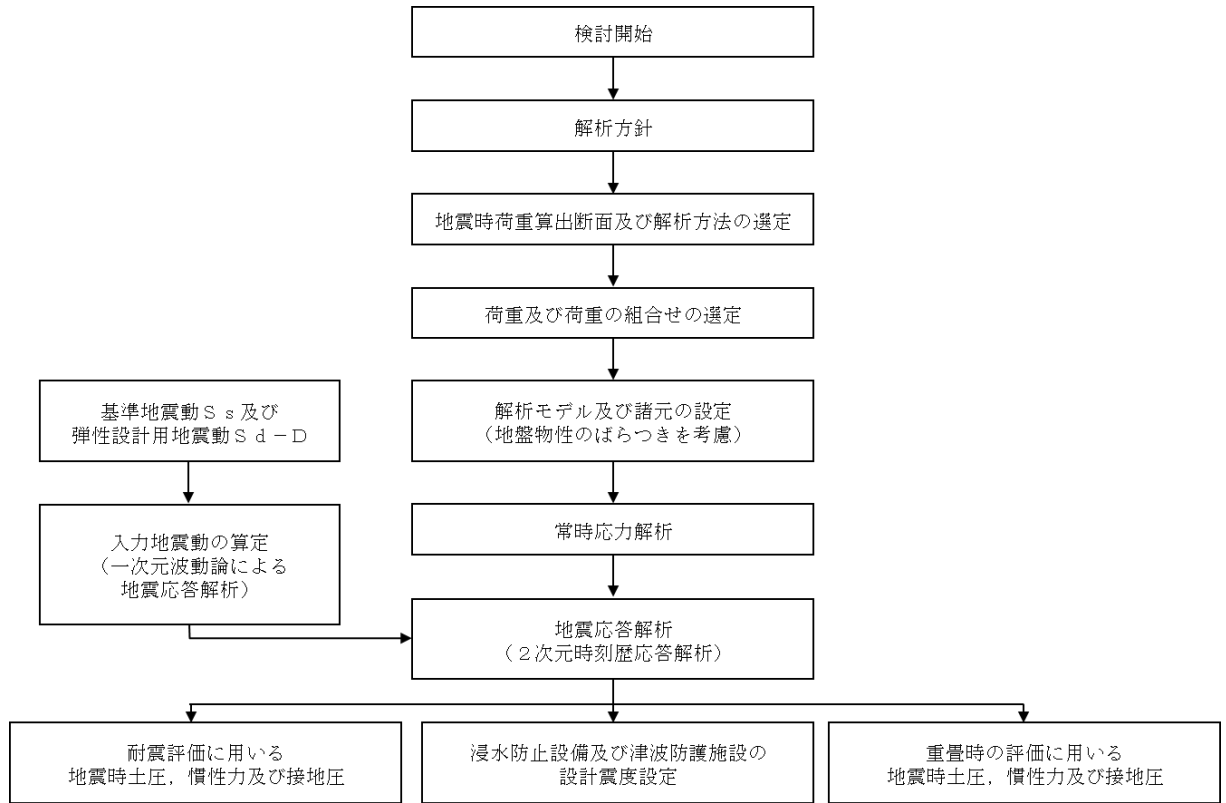 検討開始
解析方針
地震時荷重算出断面及び解析方法の選定
荷重及び荷重の組合せの選定
基準地震動Ｓｓ及び
弾性設計用地震動Ｓｄ－Ｄ
解析モデル及び諸元の設定
（地盤物性のばらつきを考慮）
入力地震動の算定
（一次元波動論による
地震応答解析）
常時応力解析
地震応答解析
（２次元時刻歴応答解析）
耐震評価に用いる
地震時土圧，慣性力及び接地圧
浸水防止設備及び津波防護施設の
設計震度設定
重畳時の評価に用いる
地震時土圧，慣性力及び接地圧